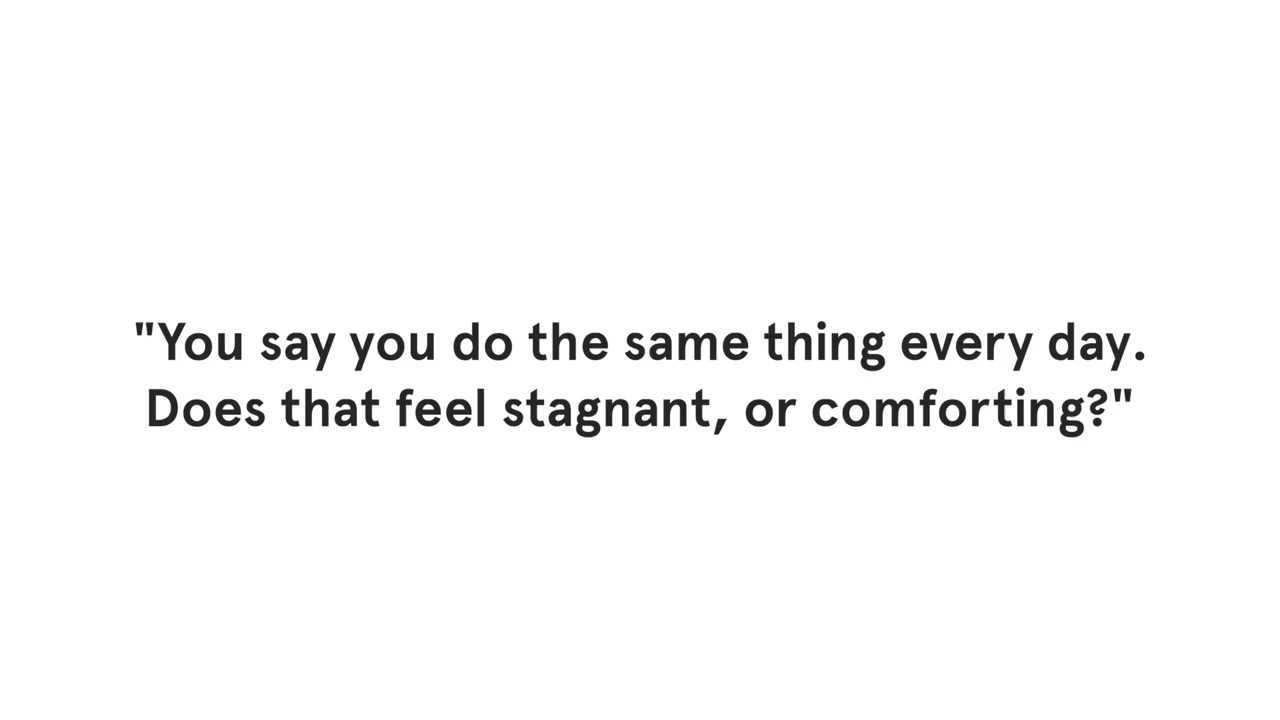 "You say you do the same thing every day.
Does that feel stagnant, or comforting?"